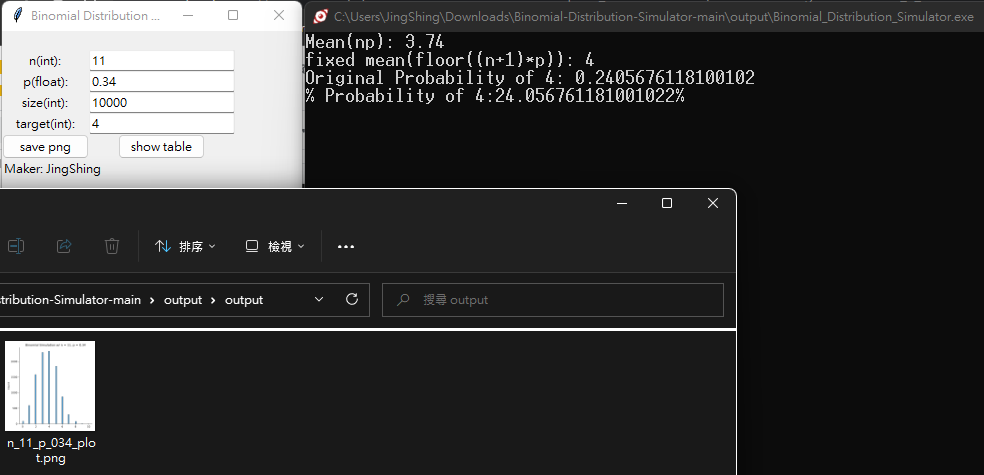 Binomial Distribution ...
n(int): 11
p(float): 0.34
size(int): 10000
target(int): 4
save png show table
Maker: JingShing
C:\Users\JingShing\Downloads\Binomial-Distribution-Simulator-main\output\Binomial_Distribution_Simulator.exe
Mean(np): 3.74
fixed mean(floor((n+1)*p)): 4
Original Probability of 4: 0.2405676118100102
% Probability of 4:24.056761181001022%
排序 檢視 ...
stribution-Simulator-main > output > output
搜尋 output
n_11_p_034_plo
t.png